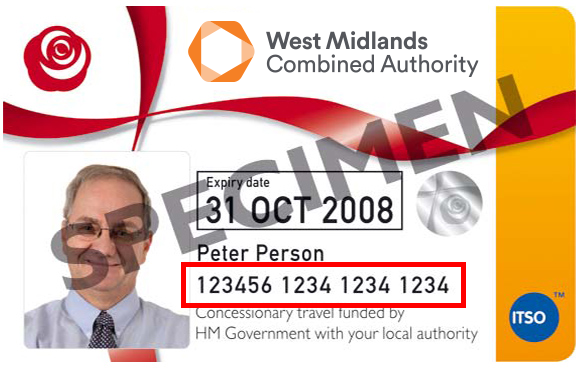 West Midlands
Combined Authority
SPECIMEN
Expiry date
31 OCT 2008
Peter Person
123456 1234 1234 1234
Concessionary travel funded by
HM Government with your local authority
ITSO
TM